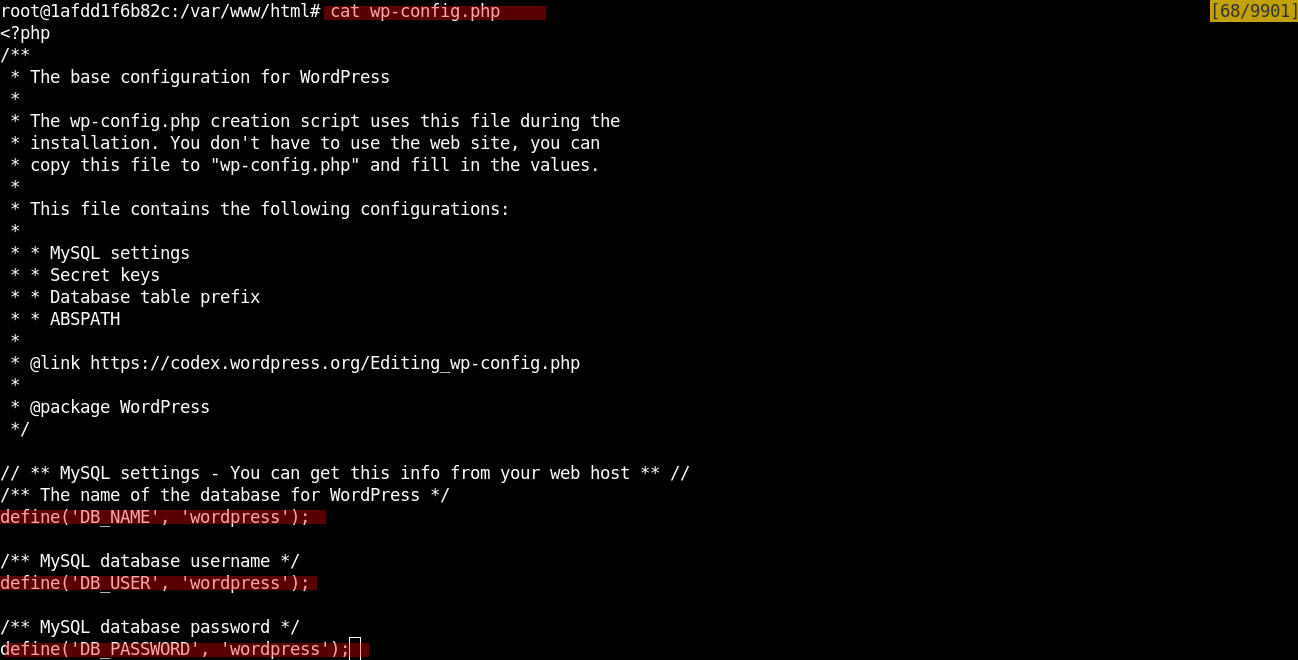 root@1afdd1f6b82c:/var/www/html# cat wp-config.php [68/9901]
<?php
/**
 * The base configuration for WordPress
 *
 * The wp-config.php creation script uses this file during the
 * installation. You don't have to use the web site, you can
 * copy this file to "wp-config.php" and fill in the values.
 *
 * This file contains the following configurations:
 *
 * * MySQL settings
 * * Secret keys
 * * Database table prefix
 * * ABSPATH
 *
 * @link https://codex.wordpress.org/Editing_wp-config.php
 *
 * @package WordPress
 */

// ** MySQL settings - You can get this info from your web host ** //
/** The name of the database for WordPress */
define('DB_NAME', 'wordpress');

/** MySQL database username */
define('DB_USER', 'wordpress');

/** MySQL database password */
define('DB_PASSWORD', 'wordpress');